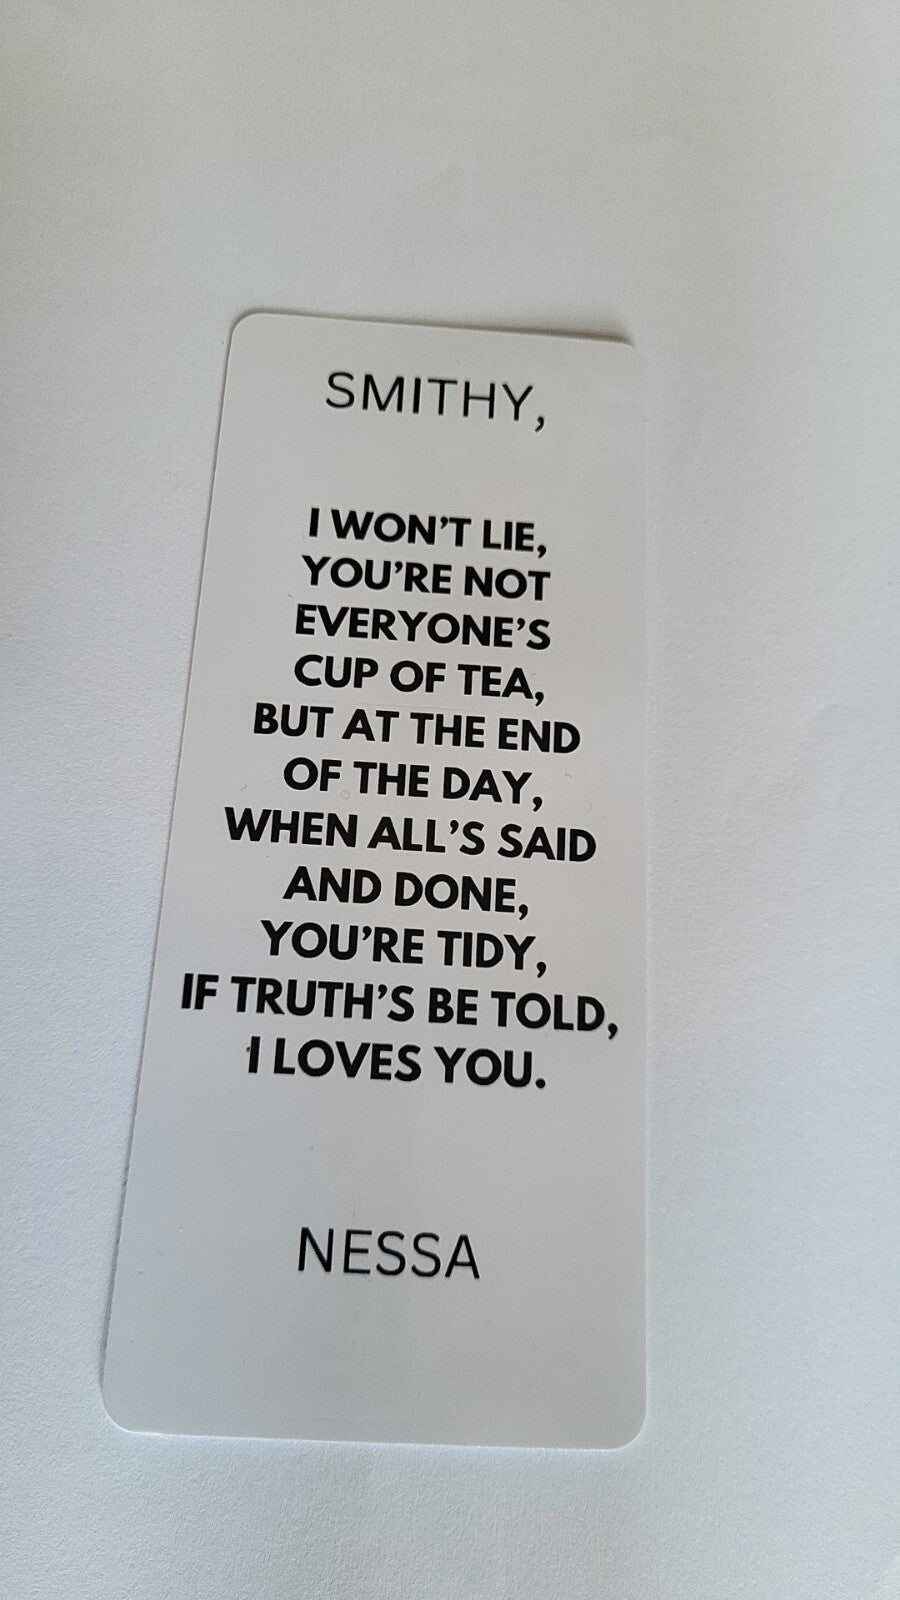 SMITHY,
I WON'T LIE,
YOU'RE NOT
EVERYONE'S
CUP OF TEA,
BUT AT THE END
OF THE DAY,
WHEN ALL'S SAID
AND DONE,
YOU'RE TIDY,
IF TRUTH'S BE TOLD,
I LOVES YOU.
NESSA